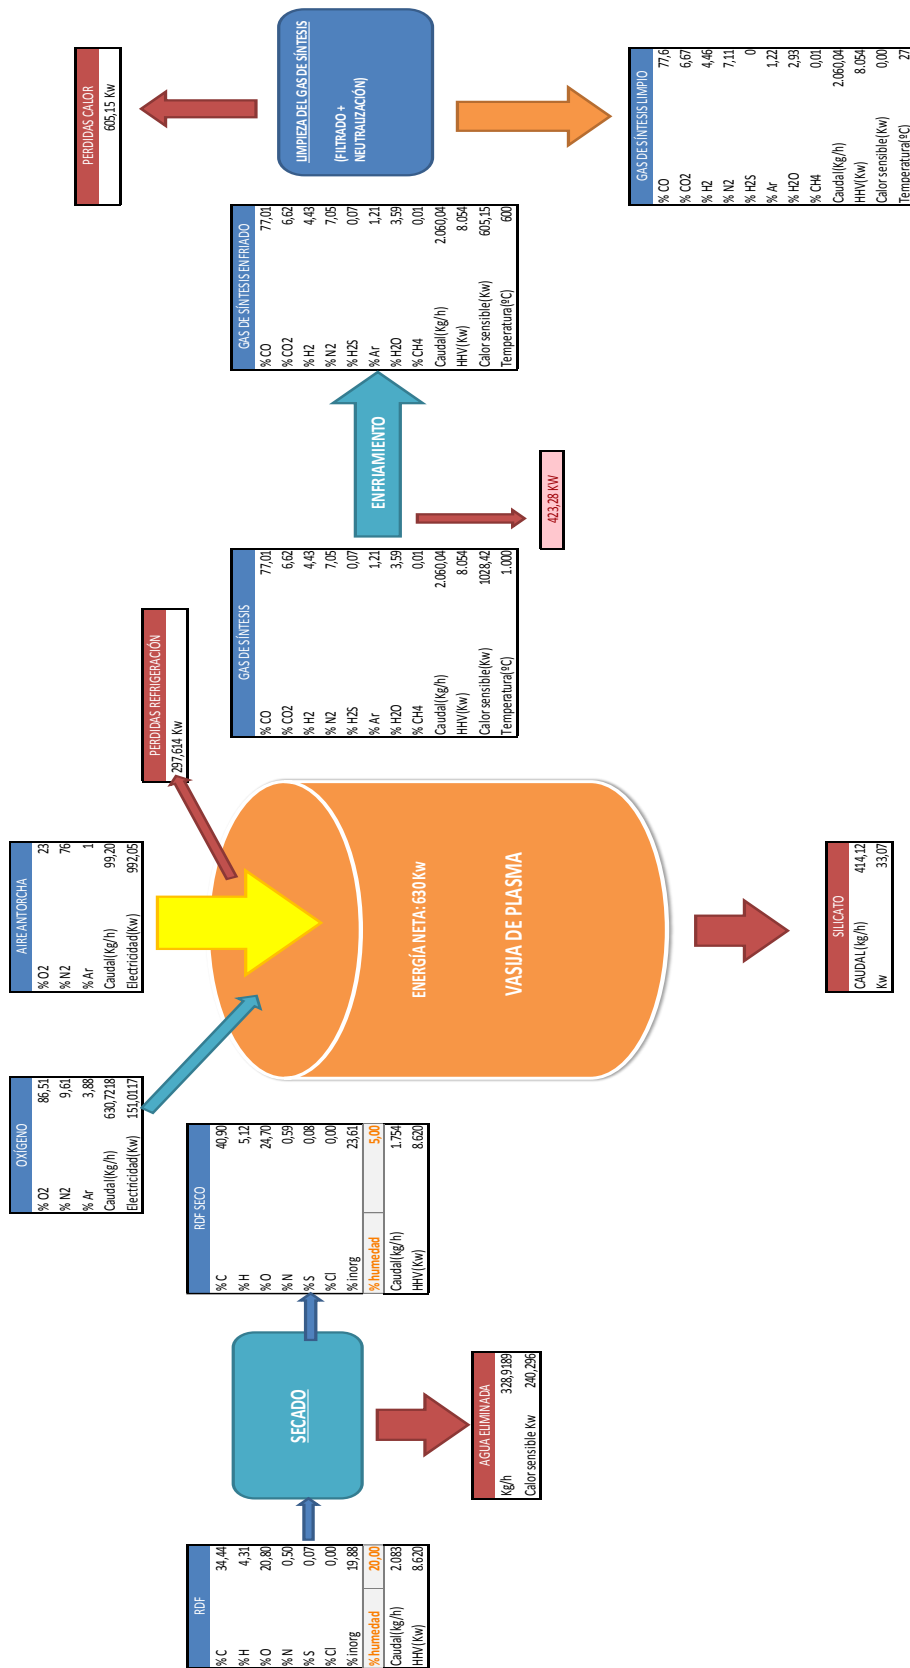 RDF
% C 34,44
% H 4,31
% O 20,80
% N 0,50
% S 0,07
% Cl 0,00
% inorg 19,88
% humedad 20,00
Caudal(kg/h) 2.083
HHV(Kw) 8.620
SECADO
AGUA ELIMINADA
Kg/h 328,9189
Calor sensible Kw 240,296
RDF SECO
% C 40,90
% H 5,12
% O 24,70
% N 0,59
% S 0,08
% Cl 0,00
% inorg 23,61
% humedad 5,00
Caudal(kg/h) 1.754
HHV(Kw) 8.620
OXÍGENO
% O2 86,51
% N2 9,61
% Ar 3,88
Caudal(Kg/h) 630,7218
Electricidad(Kw) 151,0117
AIRE ANTORCHA
% O2 23
% N2 76
% Ar 1
Caudal(Kg/h) 99,20
Electricidad(Kw) 992,05
PERDIDAS REFRIGERACIÓN
297,614 Kw
ENERGÍA NETA: 630 Kw
VASIJA DE PLASMA
SILICATO
CAUDAL (kg/h) 414,12
Kw 33,07
GAS DE SÍNTESIS
% CO 77,01
% CO2 6,62
% H2 4,43
% N2 7,05
% H2S 0,07
% Ar 1,21
% H2O 3,59
% CH4 0,01
Caudal(Kg/h) 2.060,04
HHV(Kw) 8.054
Calor sensible(Kw) 1028,42
Temperatura(ºC) 1.000
ENFRIAMIENTO
423,28 KW
GAS DE SÍNTESIS ENFRIADO
% CO 77,01
% CO2 6,62
% H2 4,43
% N2 7,05
% H2S 0,07
% Ar 1,21
% H2O 3,59
% CH4 0,01
Caudal(Kg/h) 2.060,04
HHV(Kw) 8.054
Calor sensible(Kw) 605,15
Temperatura(ºC) 600
PERDIDAS CALOR
605,15 Kw
LIMPIEZA DEL GAS DE SÍNTESIS
(FILTRADO +
NEUTRALIZACIÓN)
GAS DE SÍNTESIS LIMPIO
% CO 77,6
% CO2 6,67
% H2 4,46
% N2 7,11
% H2S 0
% Ar 1,22
% H2O 2,93
% CH4 0,01
Caudal(Kg/h) 2.060,04
HHV(Kw) 8.054
Calor sensible(Kw) 0,00
Temperatura(ºC) 27